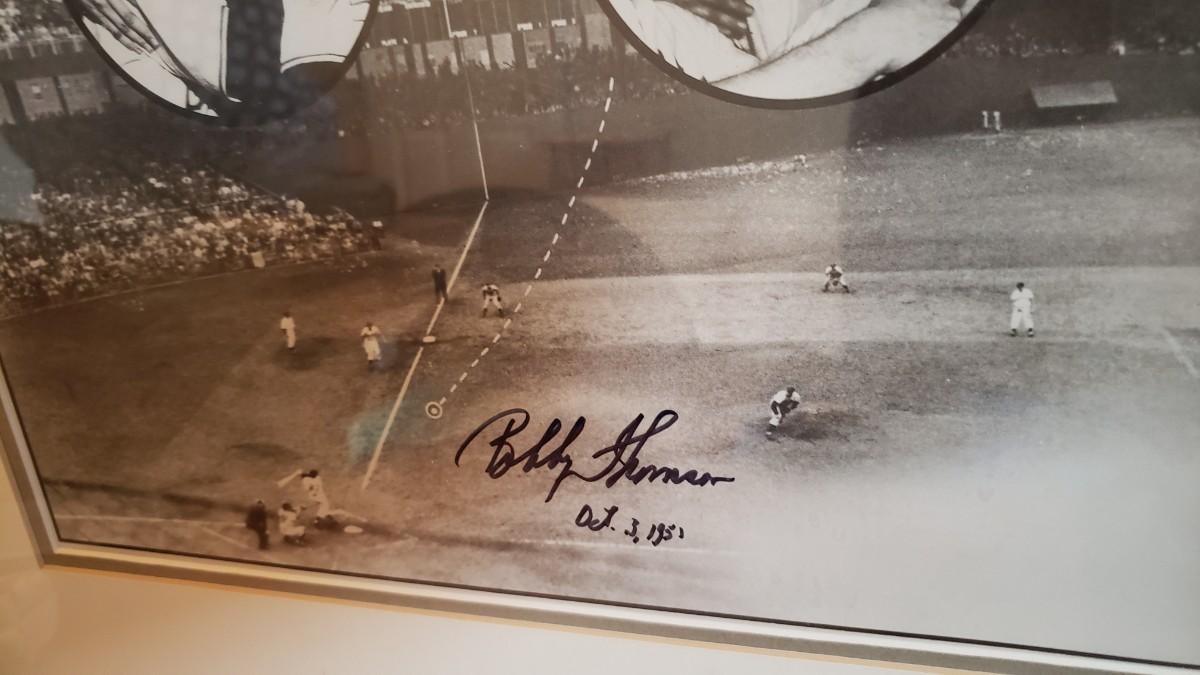 Bobby Thomson
Oct. 3, 1951